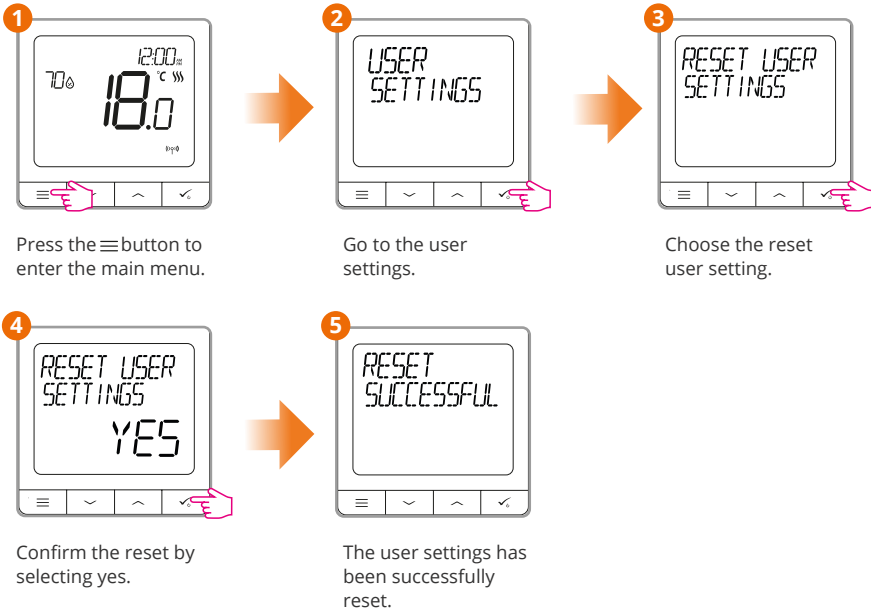 1
12:00
70
°C
18.0
Press the ☰ button to
enter the main menu.
2
USER
SETTINGS
Go to the user
settings.
3
RESET USER
SETTINGS
Choose the reset
user setting.
4
RESET USER
SETTINGS
YES
Confirm the reset by
selecting yes.
5
RESET
SUCCESSFUL
The user settings has
been successfully
reset.